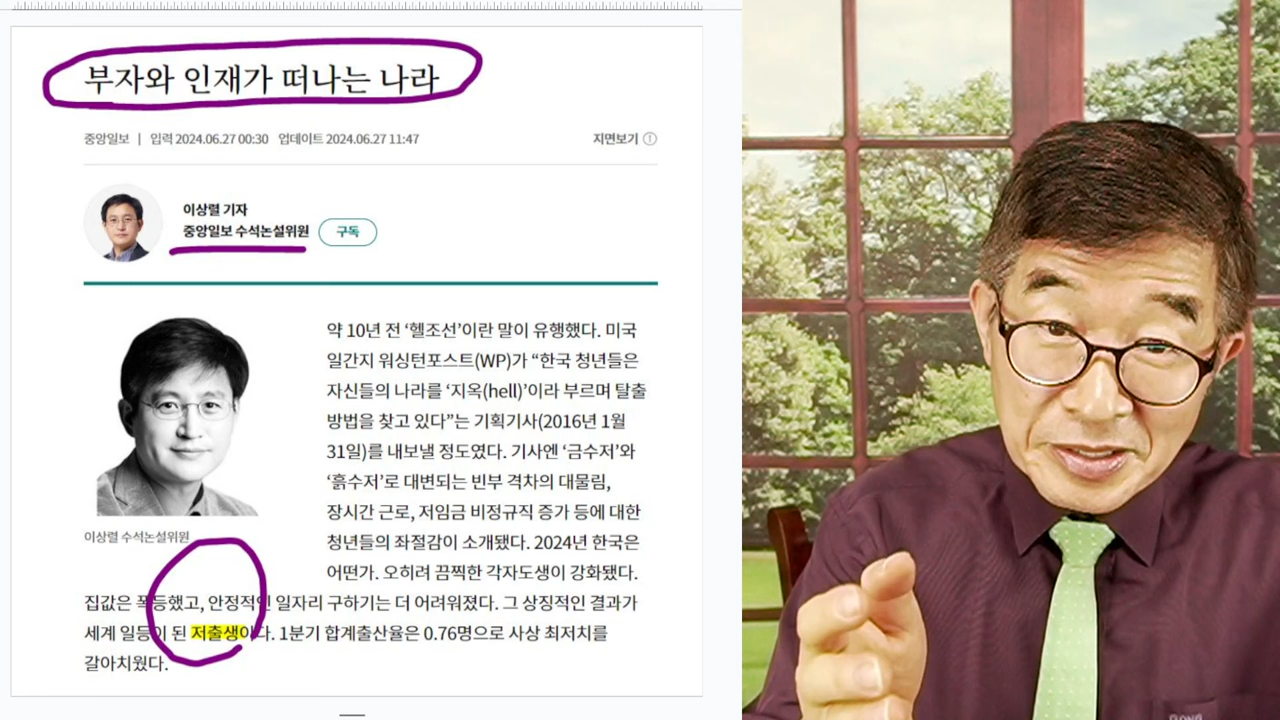 부자와 인재가 떠나는 나라
중앙일보 | 입력 2024.06.27 00:30 업데이트 2024.06.27 11:47 지면보기 ①
이상렬 기자
중앙일보 수석논설위원 구독
약 10년 전 ‘헬조선’이란 말이 유행했다. 미국
일간지 워싱턴포스트(WP)가 “한국 청년들은
자신들의 나라를 ‘지옥(hell)’이라 부르며 탈출
방법을 찾고 있다”는 기획기사(2016년 1월
31일)를 내보낼 정도였다. 기사엔 ‘금수저’와
‘흙수저’로 대변되는 빈부 격차의 대물림,
장시간 근로, 저임금 비정규직 증가 등에 대한
청년들의 좌절감이 소개됐다. 2024년 한국은
어떤가. 오히려 끔찍한 각자도생이 강화됐다.
이상렬 수석논설위원
집값은 폭등했고, 안정적인 일자리 구하기는 더 어려워졌다. 그 상징적인 결과가
세계 일등이 된 저출생이다. 1분기 합계출산율은 0.76명으로 사상 최저치를
갈아치웠다.